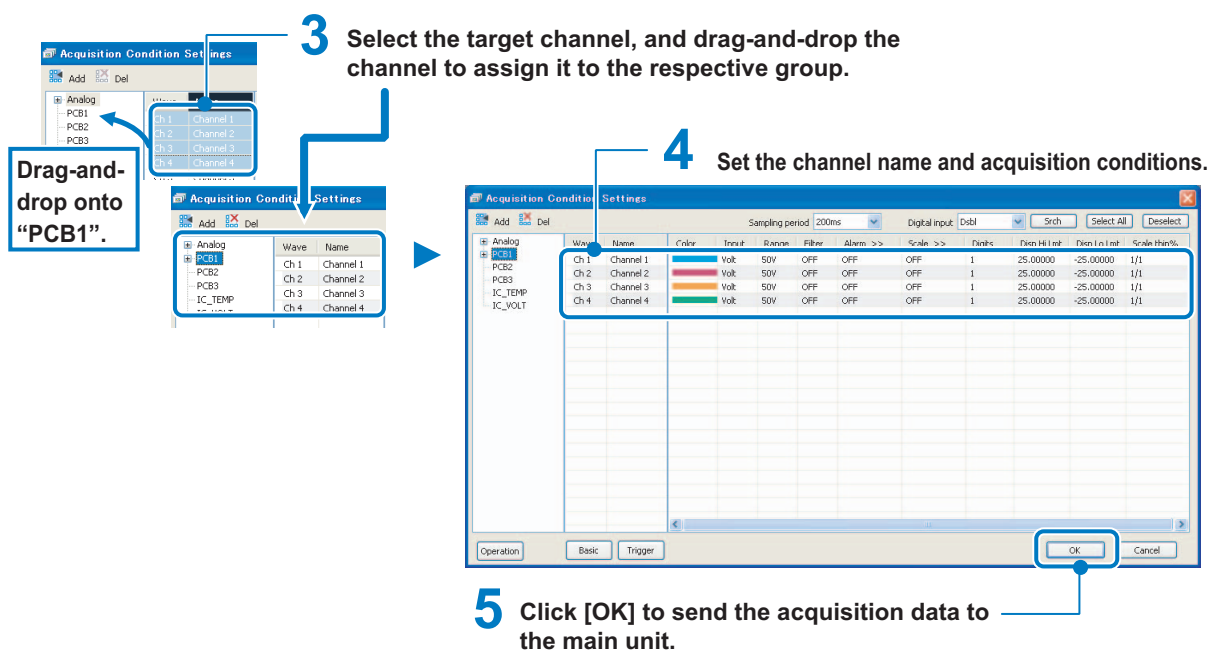 3 Select the target channel, and drag-and-drop the
channel to assign it to the respective group.
Acquisition Condition Settings
Add Del
Analog
PCB1
PCB2
PCB3
Ch 1 Channel 1
Ch 2 Channel 2
Ch 3 Channel 3
Ch 4 Channel 4
Drag-and-
drop onto
“PCB1”.
Acquisition Condition Settings
Add Del
Analog
PCB1
PCB2
PCB3
IC_TEMP
IC_VOLT
Wave Name
Ch 1 Channel 1
Ch 2 Channel 2
Ch 3 Channel 3
Ch 4 Channel 4
4 Set the channel name and acquisition conditions.
Acquisition Condition Settings
Add Del Sampling period 200ms Digital input Dsbl Srch Select All Deselect
Analog
PCB1
PCB2
PCB3
IC_TEMP
IC_VOLT
Wave Name Color Input Range Filter Alarm >> Scale >> Digits Disp Hi Lmt Disp Lo Lmt Scale thin%
Ch 1 Channel 1 Volt 50V OFF OFF OFF 1 25.00000 -25.00000 1/1
Ch 2 Channel 2 Volt 50V OFF OFF OFF 1 25.00000 -25.00000 1/1
Ch 3 Channel 3 Volt 50V OFF OFF OFF 1 25.00000 -25.00000 1/1
Ch 4 Channel 4 Volt 50V OFF OFF OFF 1 25.00000 -25.00000 1/1
Operation Basic Trigger OK Cancel
5 Click [OK] to send the acquisition data to
the main unit.